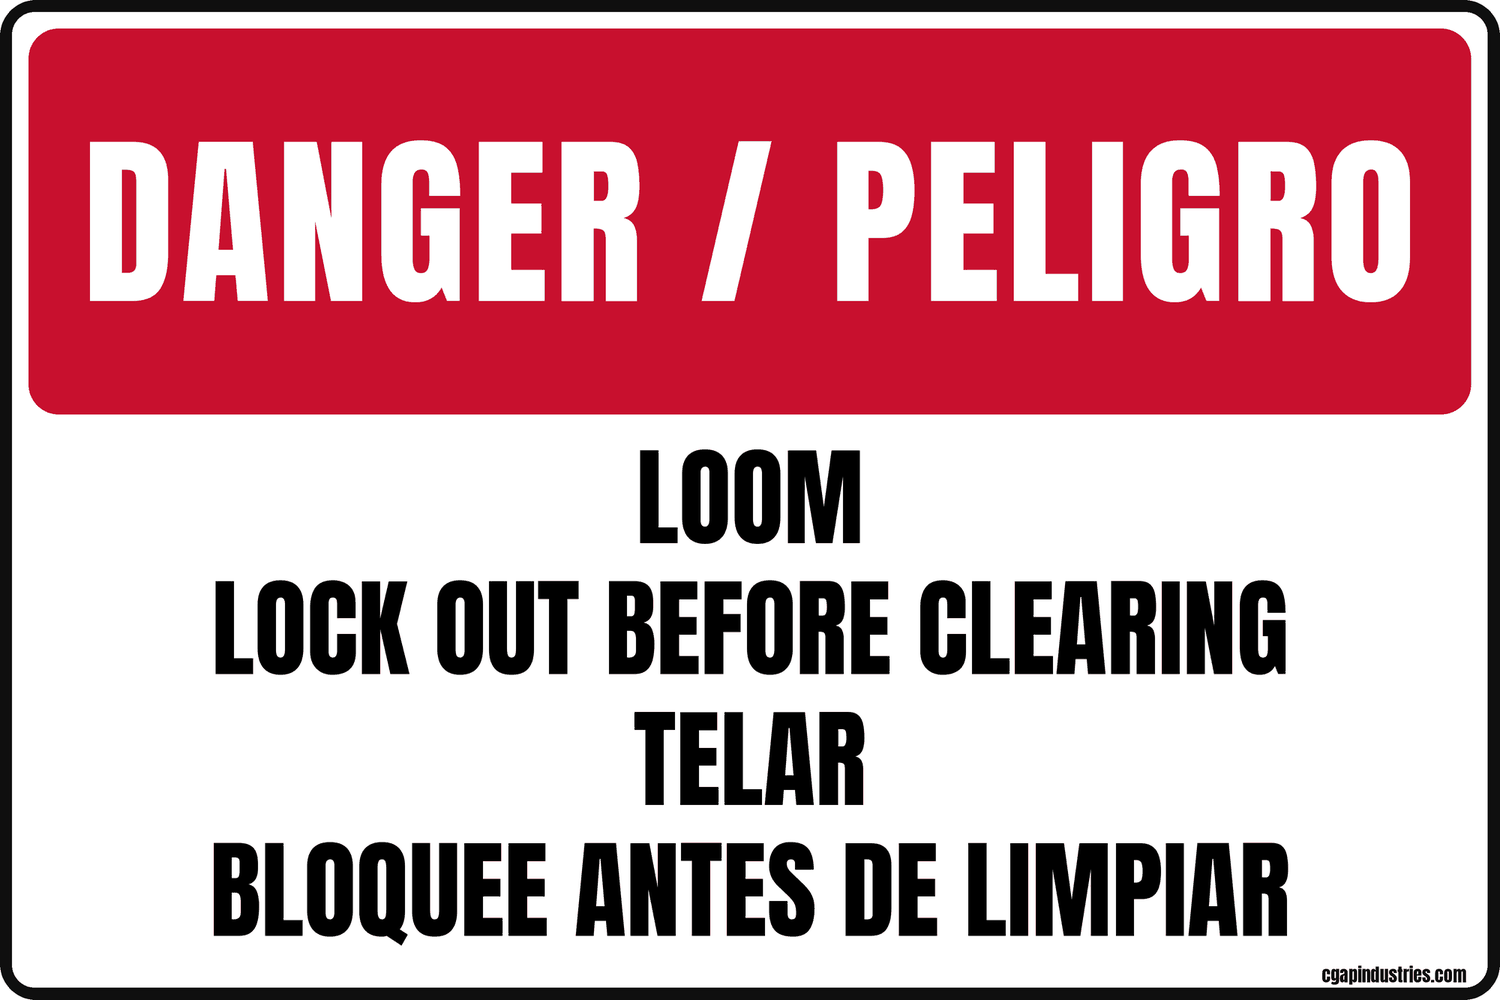 DANGER / PELIGRO
LOOM
LOCK OUT BEFORE CLEARING
TELAR
BLOQUEE ANTES DE LIMPIAR
cgapindustries.com